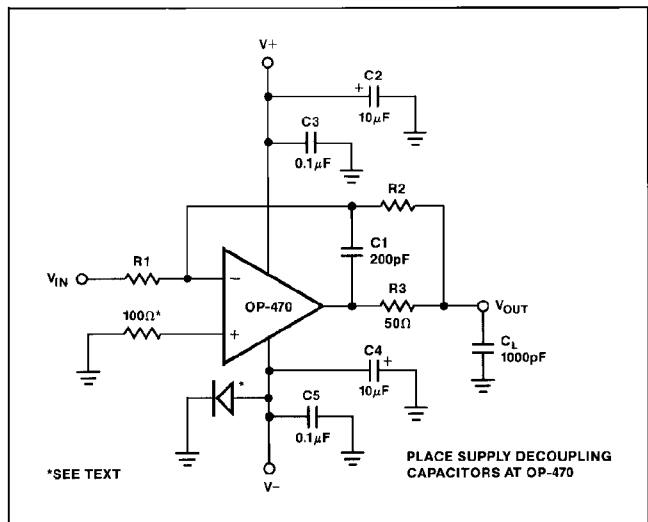 V+
+
C2
10μF
C3
0.1μF
R2
R1
C1
200pF
VIN
−
OP-470
R3
50Ω
VOUT
100Ω*
+
CL
1000pF
C4
+
10μF
*
C5
0.1μF
*SEE TEXT
V−
PLACE SUPPLY DECOUPLING
CAPACITORS AT OP-470